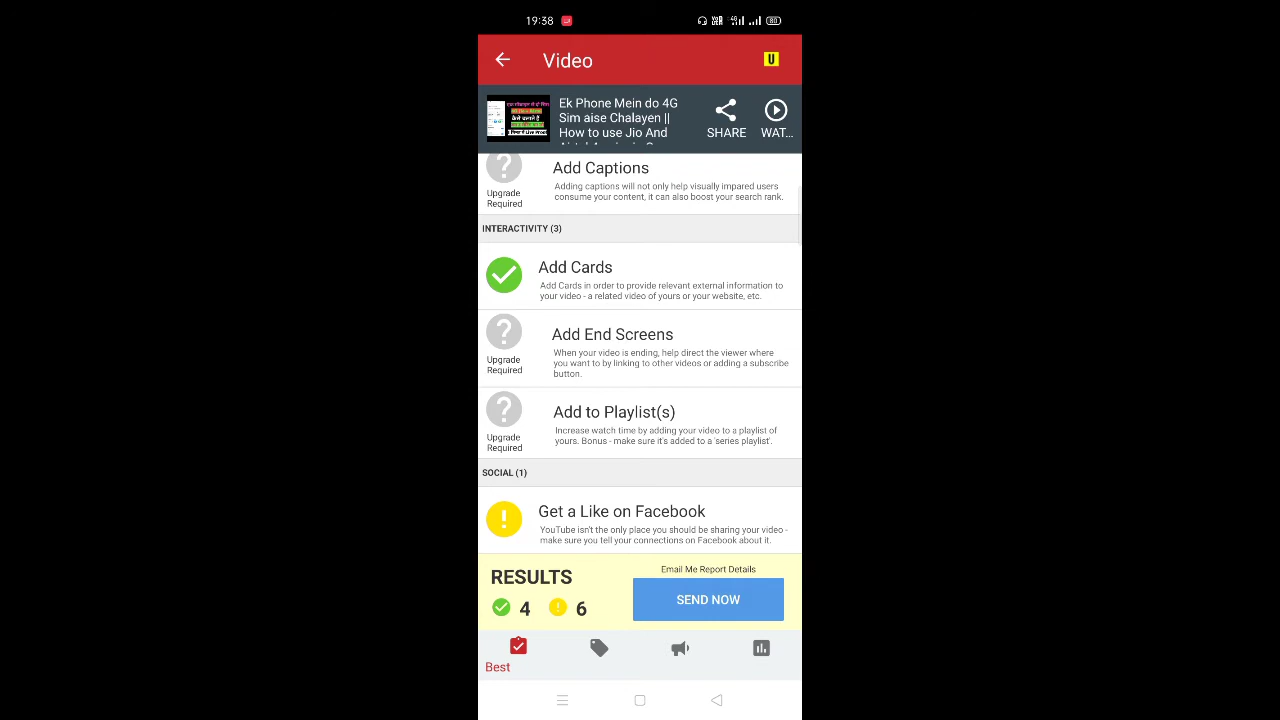 19:38
Video
U
Ek Phone Mein do 4G
Sim aise Chalayen ||
How to use Jio And
SHARE
WAT...
Add Captions
Adding captions will not only help visually impared users
consume your content, it can also boost your search rank.
Upgrade
Required
INTERACTIVITY (3)
Add Cards
Add Cards in order to provide relevant external information to
your video - a related video of yours or your website, etc.
Add End Screens
When your video is ending, help direct the viewer where
you want to by linking to other videos or adding a subscribe
button.
Upgrade
Required
Add to Playlist(s)
Increase watch time by adding your video to a playlist of
yours. Bonus - make sure it's added to a 'series playlist'.
Upgrade
Required
SOCIAL (1)
Get a Like on Facebook
YouTube isn't the only place you should be sharing your video -
make sure you tell your connections on Facebook about it.
RESULTS
4
6
Email Me Report Details
SEND NOW
Best